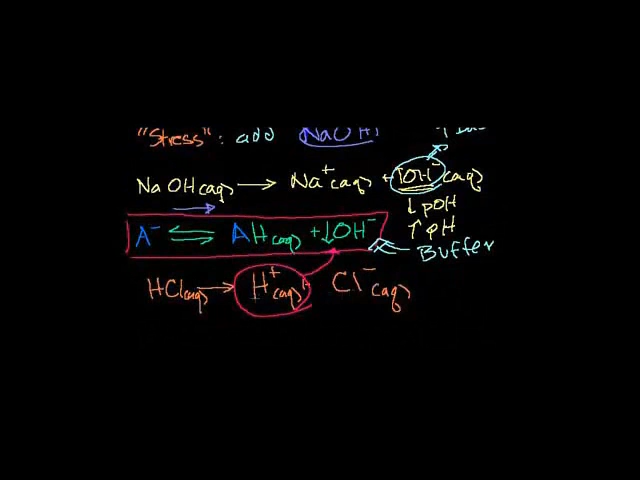 "Stress": add NaOH
NaOH(aq) → Na⁺(aq) + [OH⁻](aq)
↓ pOH
↑ pH
A⁻ ⇌ AH(aq) + ↓OH⁻
Buffer
HCl(aq) → H⁺(aq) + Cl⁻(aq)